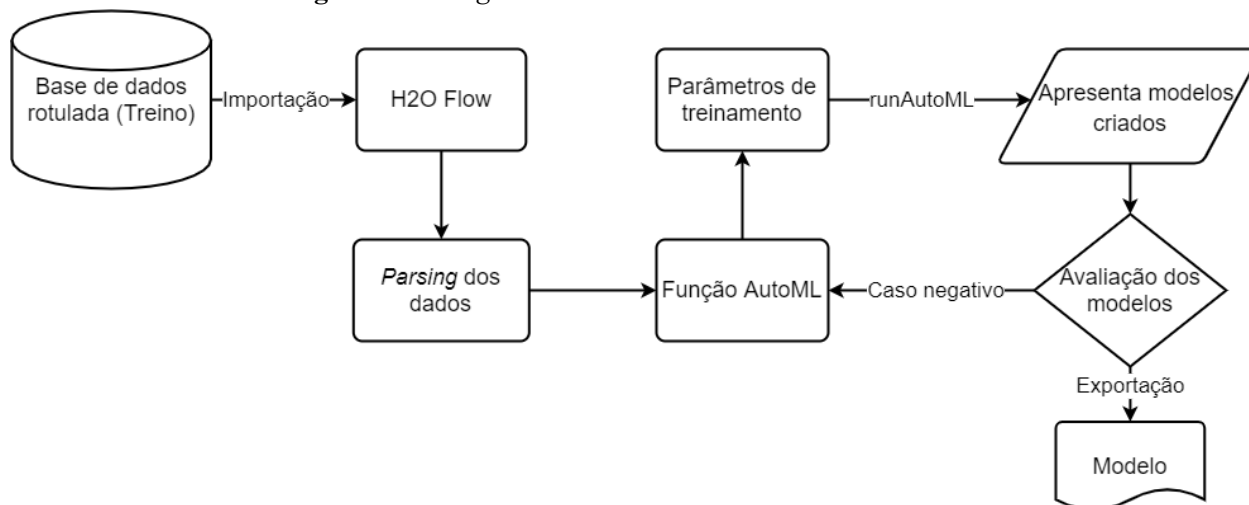 Base de dados
rotulada (Treino)
Importação
H2O Flow
Parâmetros de
treinamento
runAutoML
Apresenta modelos
criados
Parsing dos
dados
Função AutoML
Caso negativo
Avaliação dos
modelos
Exportação
Modelo